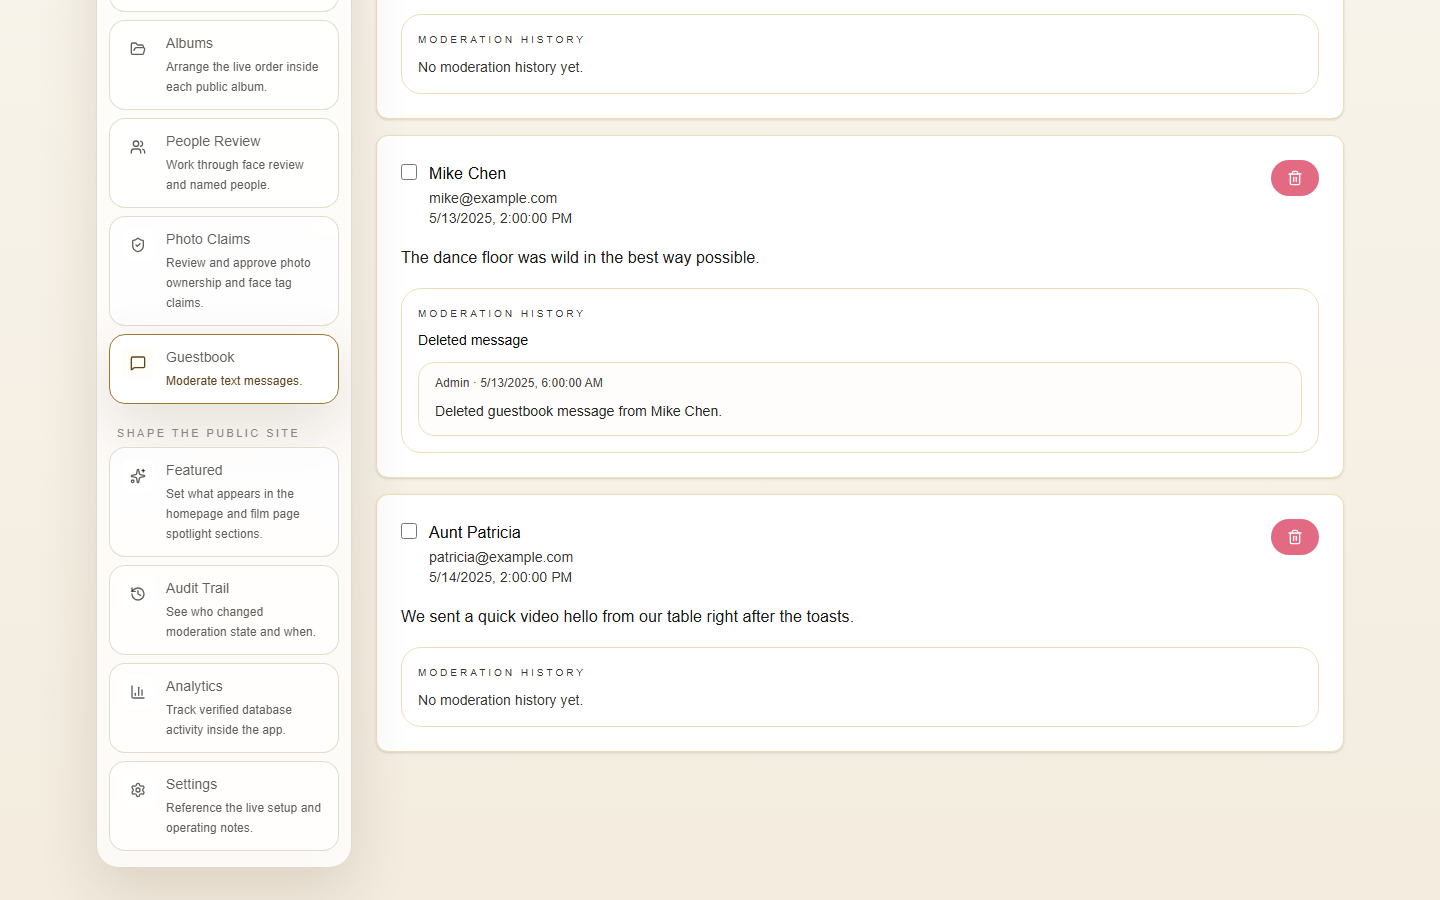 Albums
Arrange the live order inside
each public album.
People Review
Work through face review
and named people.
Photo Claims
Review and approve photo
ownership and face tag
claims.
Guestbook
Moderate text messages.
SHAPE THE PUBLIC SITE
Featured
Set what appears in the
homepage and film page
spotlight sections.
Audit Trail
See who changed
moderation state and when.
Analytics
Track verified database
activity inside the app.
Settings
Reference the live setup and
operating notes.
MODERATION HISTORY
No moderation history yet.
Mike Chen
mike@example.com
5/13/2025, 2:00:00 PM
The dance floor was wild in the best way possible.
MODERATION HISTORY
Deleted message
Admin · 5/13/2025, 6:00:00 AM
Deleted guestbook message from Mike Chen.
Aunt Patricia
patricia@example.com
5/14/2025, 2:00:00 PM
We sent a quick video hello from our table right after the toasts.
MODERATION HISTORY
No moderation history yet.